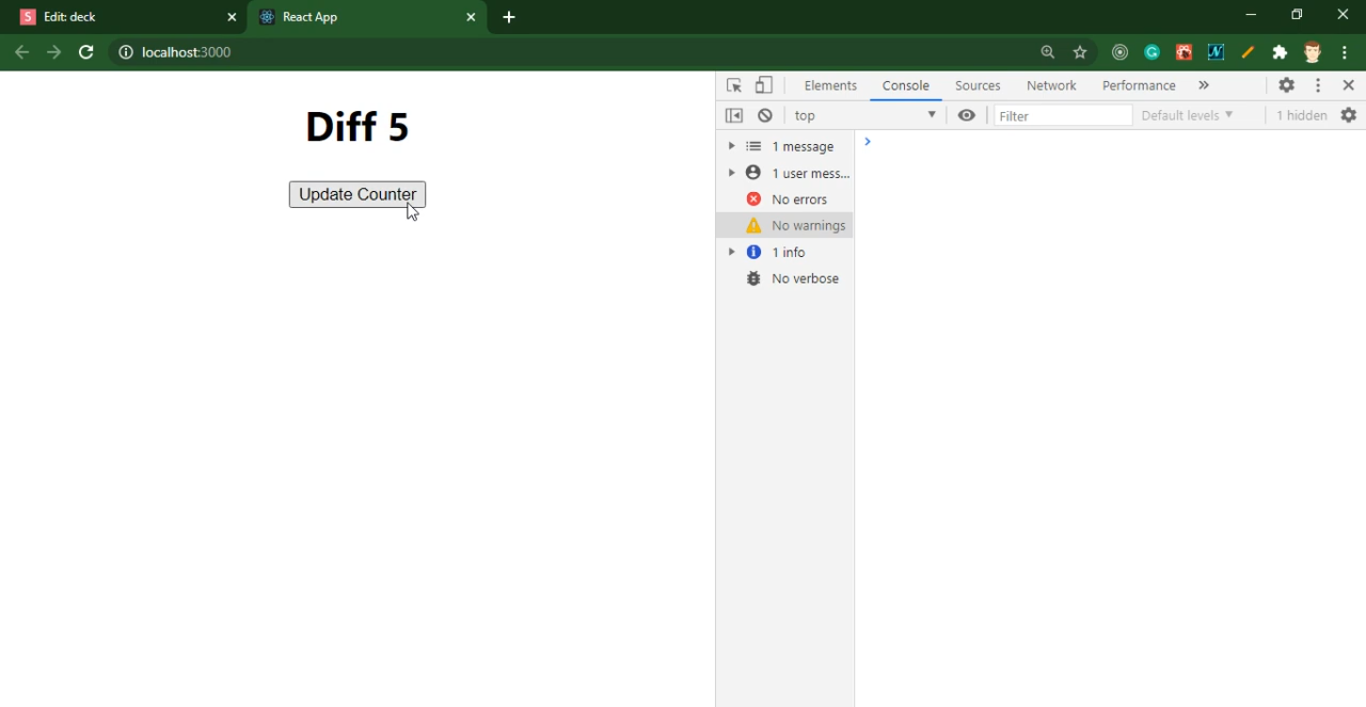 S Edit: deck
React App
localhost:3000
Diff 5
Update Counter
Elements Console Sources Network Performance »
top Filter Default levels 1 hidden
1 message
1 user mess...
No errors
No warnings
1 info
No verbose